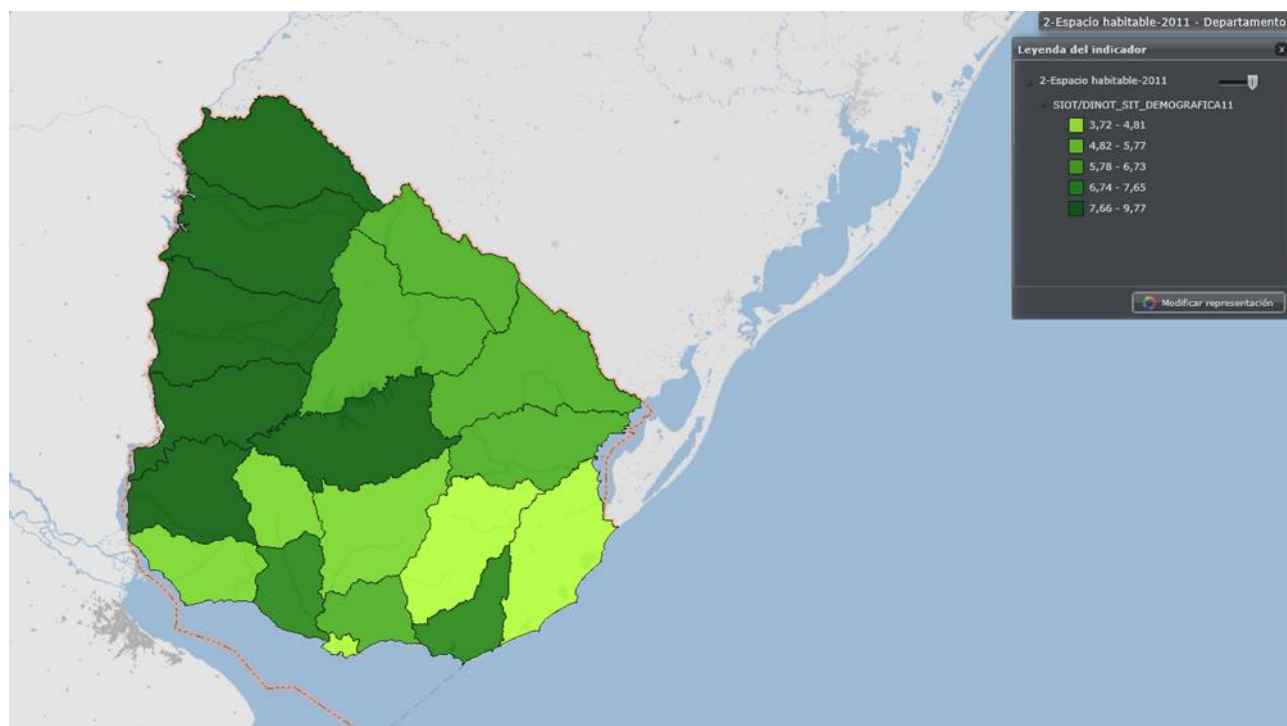 2-Espacio habitable-2011 - Departamento
Leyenda del indicador
2-Espacio habitable-2011
SIOT/DINOT_SIT_DEMOGRAFICA11
3,72 - 4,81
4,82 - 5,77
5,78 - 6,73
6,74 - 7,65
7,66 - 9,77
Modificar representación